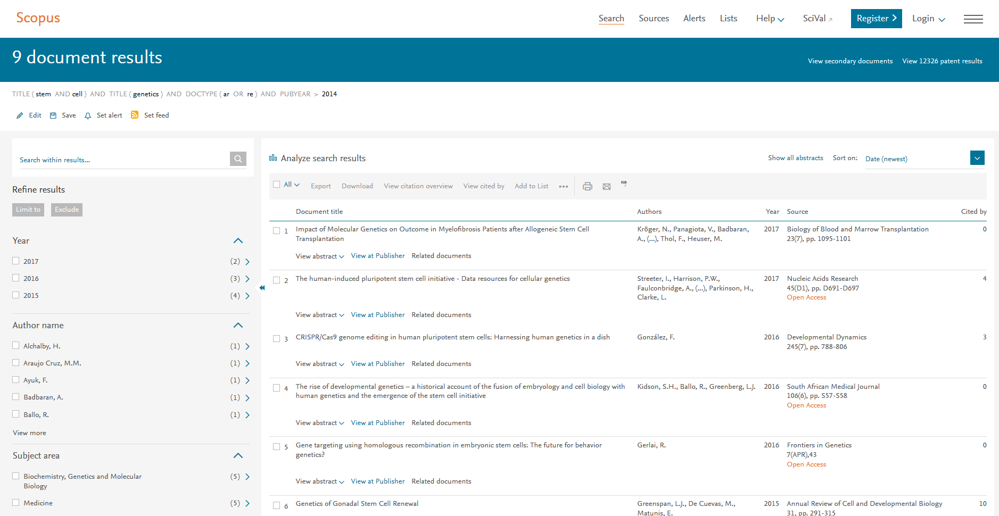 Scopus
Search Sources Alerts Lists Help SciVal Register Login
9 document results
View secondary documents View 12326 patent results
TITLE ( stem AND cell ) AND TITLE ( genetics ) AND DOCTYPE ( ar OR re ) AND PUBYEAR > 2014
Edit Save Set alert Set feed
Search within results...
Refine results
Limit to Exclude
Year
2017 (2)
2016 (3)
2015 (4)
Author name
Alchalby, H. (1)
Araujo Cruz, M.M. (1)
Ayuk, F. (1)
Badbaran, A. (1)
Ballo, R. (1)
View more
Subject area
Biochemistry, Genetics and Molecular (5)
Biology
Medicine (5)
Analyze search results
Show all abstracts Sort on: Date (newest)
All Export Download View citation overview View cited by Add to List
Document title Authors Year Source Cited by
1 Impact of Molecular Genetics on Outcome in Myelofibrosis Patients after Allogeneic Stem Cell Kröger, N., Panagiota, V., Badbaran, 2017 Biology of Blood and Marrow Transplantation 0
Transplantation A., (...), Thol, F., Heuser, M. 23(7), pp. 1095-1101
View abstract View at Publisher Related documents
2 The human-induced pluripotent stem cell initiative - Data resources for cellular genetics Streeter, I., Harrison, P.W., 2017 Nucleic Acids Research 4
Faulconbridge, A., (...), Parkinson, H., 45(D1), pp. D691-D697
Clarke, L. Open Access
View abstract View at Publisher Related documents
3 CRISPR/Cas9 genome editing in human pluripotent stem cells: Harnessing human genetics in a dish González, F. 2016 Developmental Dynamics 3
245(7), pp. 788-806
View abstract View at Publisher Related documents
4 The rise of developmental genetics – a historical account of the fusion of embryology and cell biology with Kidson, S.H., Ballo, R., Greenberg, L.J. 2016 South African Medical Journal 0
human genetics and the emergence of the stem cell initiative 106(6), pp. S57-S58
Open Access
View abstract View at Publisher Related documents
5 Gene targeting using homologous recombination in embryonic stem cells: The future for behavior Gerlai, R. 2016 Frontiers in Genetics 0
genetics? 7(APR),43
Open Access
View abstract View at Publisher Related documents
6 Genetics of Gonadal Stem Cell Renewal Greenspan, L.J., De Cuevas, M., 2015 Annual Review of Cell and Developmental Biology 10
Matunis, E. 31, pp. 291-315